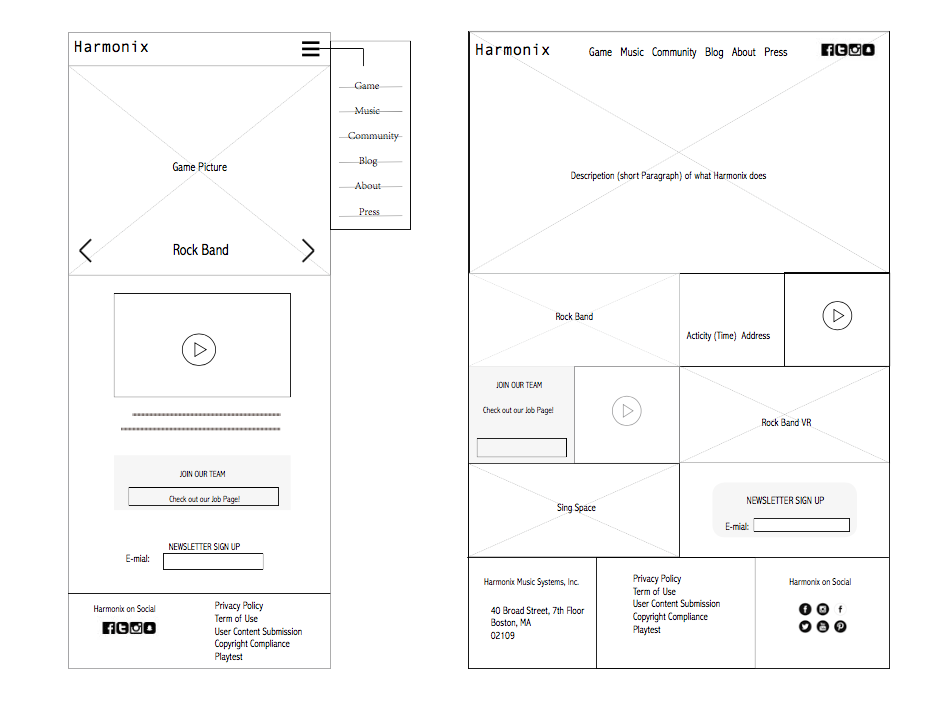 Harmonix
Game
Music
Community
Blog
About
Press
Game Picture
Rock Band
JOIN OUR TEAM
Check out our Job Page!
NEWSLETTER SIGN UP
E-mial:
Harmonix on Social
Privacy Policy
Term of Use
User Content Submission
Copyright Compliance
Playtest
Harmonix
Game Music Community Blog About Press
Descripetion (short Paragraph) of what Harmonix does
Rock Band
Acticity (Time) Address
JOIN OUR TEAM
Check out our Job Page!
Rock Band VR
Sing Space
NEWSLETTER SIGN UP
E-mial:
Harmonix Music Systems, Inc.
40 Broad Street, 7th Floor
Boston, MA
02109
Privacy Policy
Term of Use
User Content Submission
Copyright Compliance
Playtest
Harmonix on Social